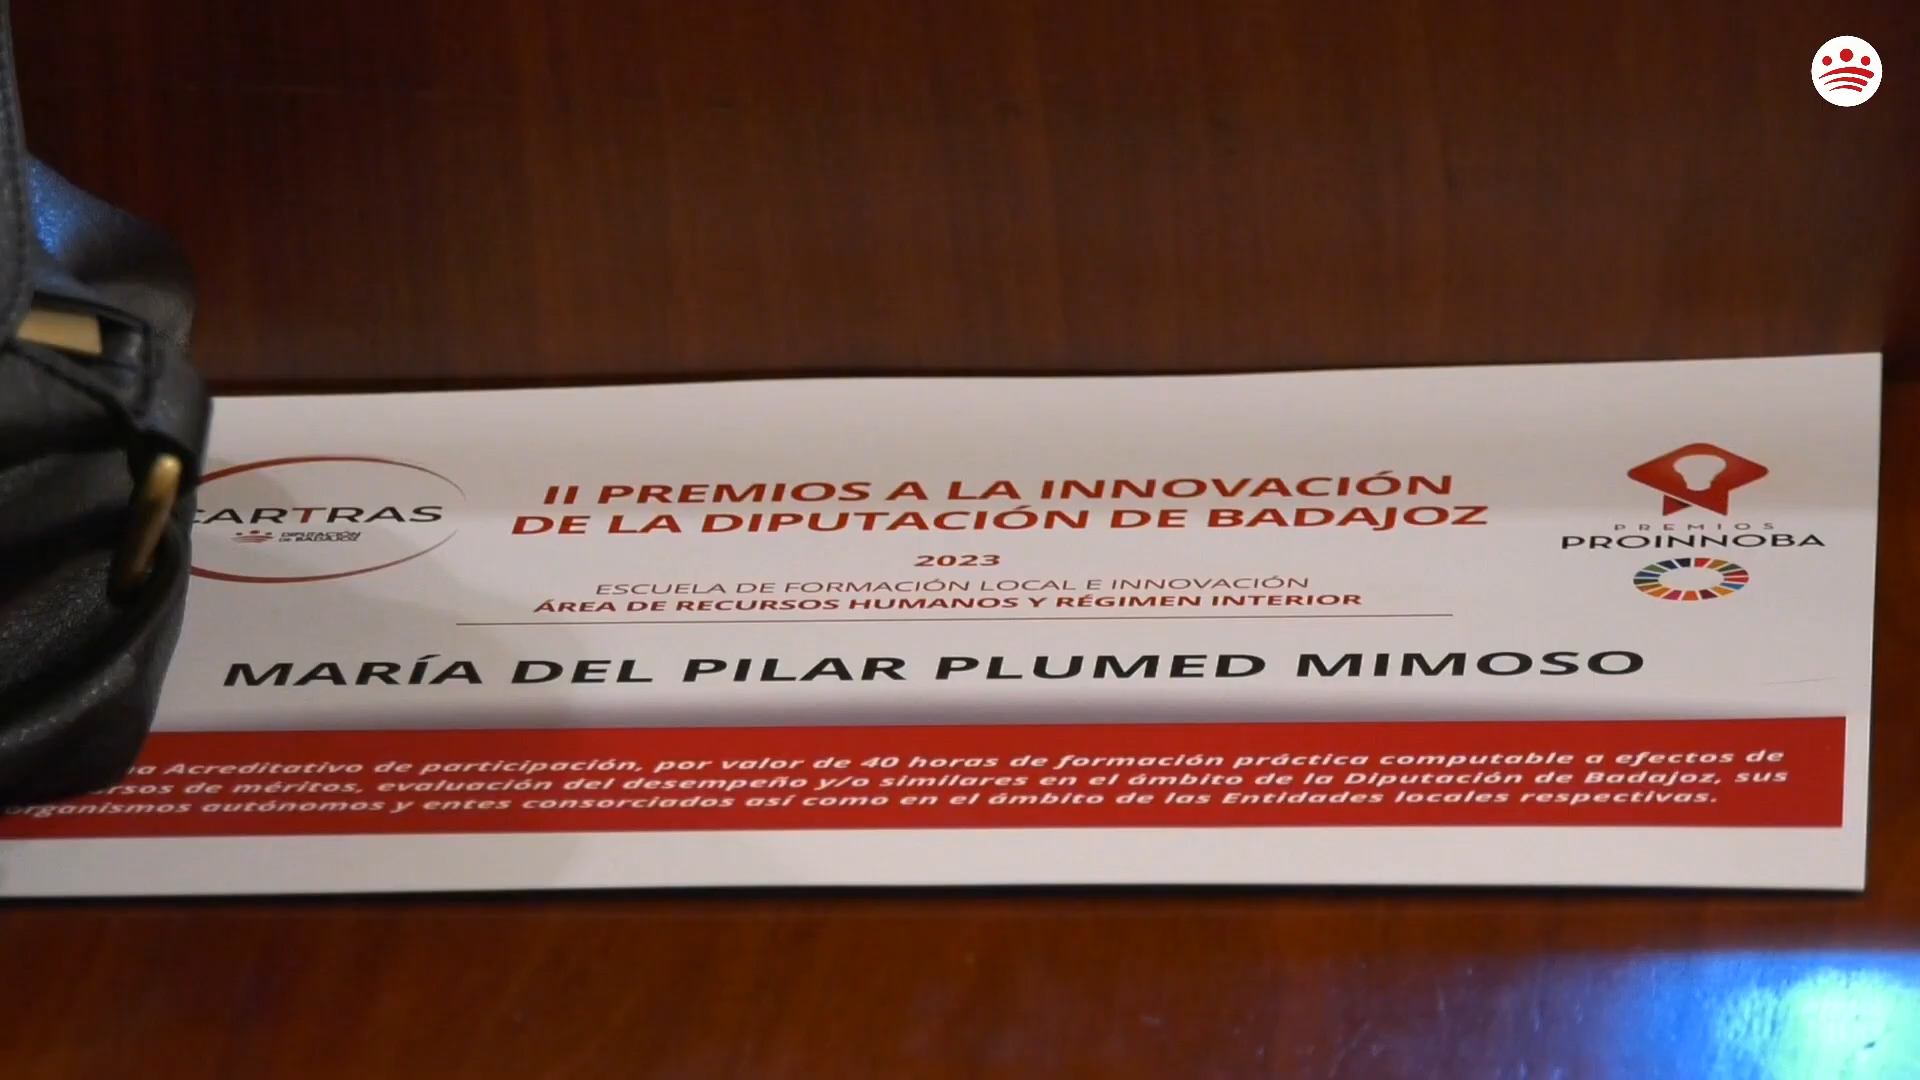 CARTRAS
DIPUTACIÓN
DE BADAJOZ
II PREMIOS A LA INNOVACIÓN
DE LA DIPUTACIÓN DE BADAJOZ
2023
ESCUELA DE FORMACIÓN LOCAL E INNOVACIÓN
ÁREA DE RECURSOS HUMANOS Y RÉGIMEN INTERIOR
PREMIOS
PROINNOBA
MARÍA DEL PILAR PLUMED MIMOSO
Acreditativo de participación, por valor de 40 horas de formación práctica computable a efectos de
de méritos, evaluación del desempeño y/o similares en el ámbito de la Diputación de Badajoz, sus
organismos autónomos y entes consorciados así como en el ámbito de las Entidades locales respectivas.